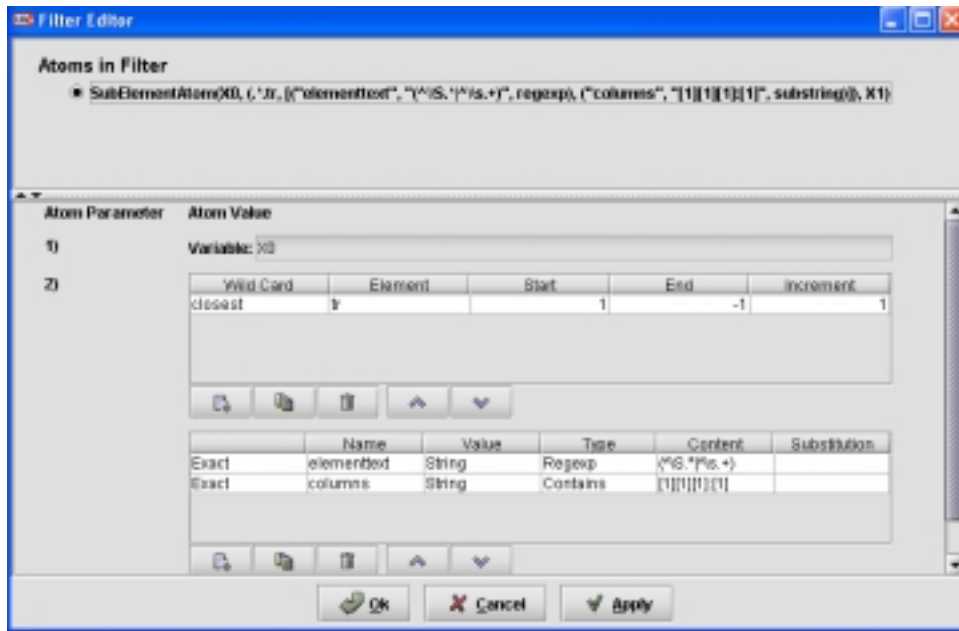 Filter Editor
Atoms in Filter
SubElementAtom(X0, (.*.tr, [("elementtext", "(^\S.*|^\s.+)", regexp), ("columns", "[1][1][1];[1]", substring)]), X1)
Atom Parameter Atom Value
1) Variable: X0
2)
Wild Card Element Start End Increment
closest tr 1 -1 1
Name Value Type Content Substitution
Exact elementtext String Regexp (^\S.*|^\s.+)
Exact columns String Contains [1][1][1];[1]
Ok Cancel Apply